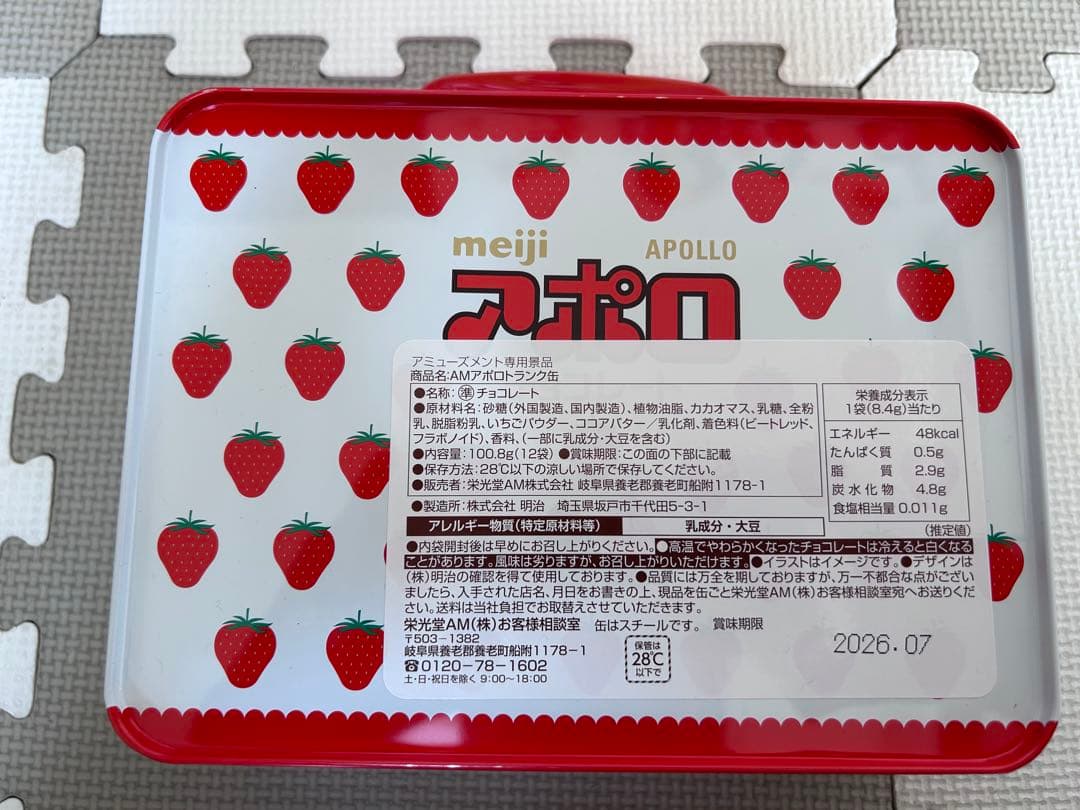 meiji APOLLO
アポロ
アミューズメント専用景品
商品名:AMアポロトランク缶
●名称:準チョコレート
●原材料名:砂糖(外国製造、国内製造)、植物油脂、カカオマス、乳糖、全粉
乳、脱脂粉乳、いちごパウダー、ココアバター/乳化剤、着色料(ビートレッド、
フラボノイド)、香料、(一部に乳成分・大豆を含む)
●内容量:100.8g(12袋) ●賞味期限:この面の下部に記載
●保存方法:28℃以下の涼しい場所で保存してください。
●販売者:栄光堂AM株式会社 岐阜県養老郡養老町船附1178-1
●製造所:株式会社 明治 埼玉県坂戸市千代田5-3-1
アレルギー物質(特定原材料等) 乳成分・大豆
栄養成分表示
1袋(8.4g)当たり
エネルギー 48kcal
たんぱく質 0.5g
脂質 2.9g
炭水化物 4.8g
食塩相当量 0.011g
(推定値)
●内袋開封後は早めにお召し上がりください。●高温でやわらかくなったチョコレートは冷えると白くなる
ことがあります。風味は劣りますが、お召し上がりいただけます。●イラストはイメージです。●デザインは
(株)明治の確認を得て使用しております。●品質には万全を期しておりますが、万一不都合な点がござい
ましたら、入手された店名、月日をお書きの上、現品を缶ごと栄光堂AM(株)お客様相談室宛へお送りくだ
さい。送料は当社負担でお取替えさせていただきます。
栄光堂AM(株)お客様相談室 缶はスチールです。 賞味期限
〒503-1382
岐阜県養老郡養老町船附1178-1
☎0120-78-1602
土・日・祝日を除く 9:00~18:00
保管は
28℃
以下で
2026.07